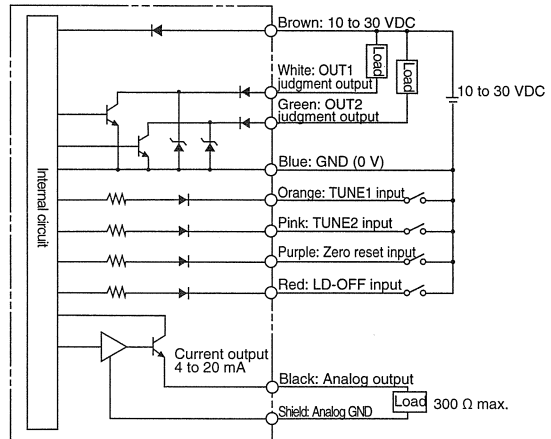 Brown: 10 to 30 VDC
Load
Load
White: OUT1
judgment output
10 to 30 VDC
Green: OUT2
judgment output
Blue: GND (0 V)
Internal circuit
Orange: TUNE1 input
Pink: TUNE2 input
Purple: Zero reset input
Red: LD-OFF input
Current output
4 to 20 mA
Black: Analog output
Load
300 Ω max.
Shield: Analog GND